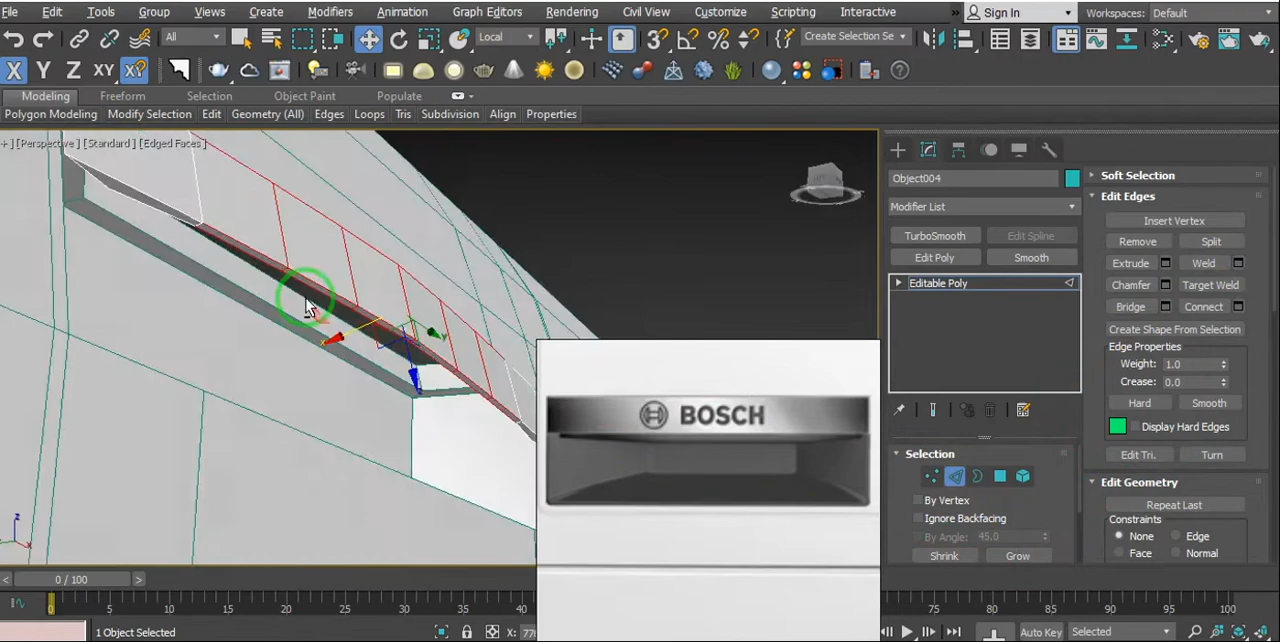 File Edit Tools Group Views Create Modifiers Animation Graph Editors Rendering Civil View Customize Scripting Interactive » Sign In Workspaces: Default
All Local Create Selection Se
X Y Z XY XY
Modeling Freeform Selection Object Paint Populate
Polygon Modeling Modify Selection Edit Geometry (All) Edges Loops Tris Subdivision Align Properties
+ ] [Perspective ] [Standard ] [Edged Faces ]
Object004
Modifier List
TurboSmooth Edit Spline
Edit Poly Smooth
Editable Poly
Selection
By Vertex
Ignore Backfacing
By Angle: 45.0
Shrink Grow
Soft Selection
Edit Edges
Insert Vertex
Remove Split
Extrude Weld
Chamfer Target Weld
Bridge Connect
Create Shape From Selection
Edge Properties
Weight: 1.0
Crease: 0.0
Hard Smooth
Display Hard Edges
Edit Tri. Turn
Edit Geometry
Repeat Last
Constraints
None Edge
Face Normal
x y
z x
BOSCH
< 0 / 100 >
0 5 10 15 20 25 30 35 40 75 80 85 90 95 100
1 Object Selected X: Auto Key Selected